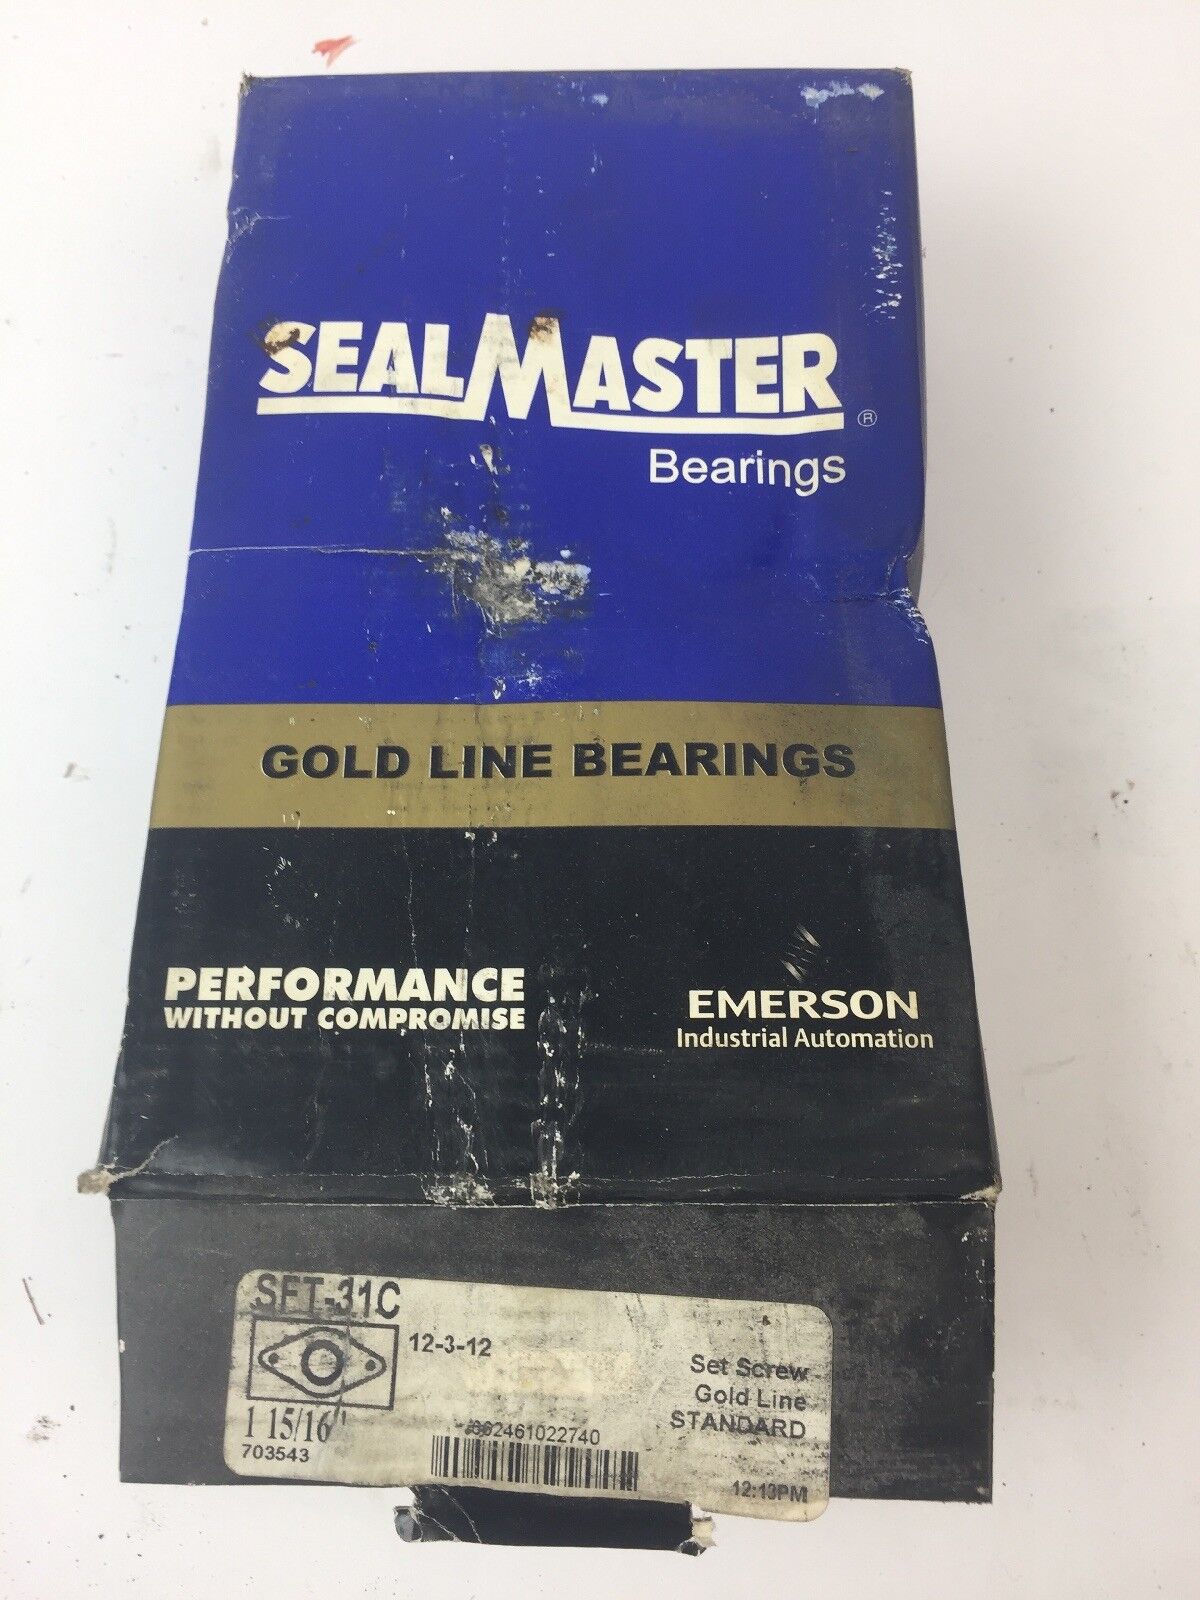 SEALMASTER ®
Bearings
GOLD LINE BEARINGS
PERFORMANCE
WITHOUT COMPROMISE
EMERSON
Industrial Automation
SFT-31C
12-3-12
1 15/16"
703543
662461022740
Set Screw
Gold Line
STANDARD
12:13PM